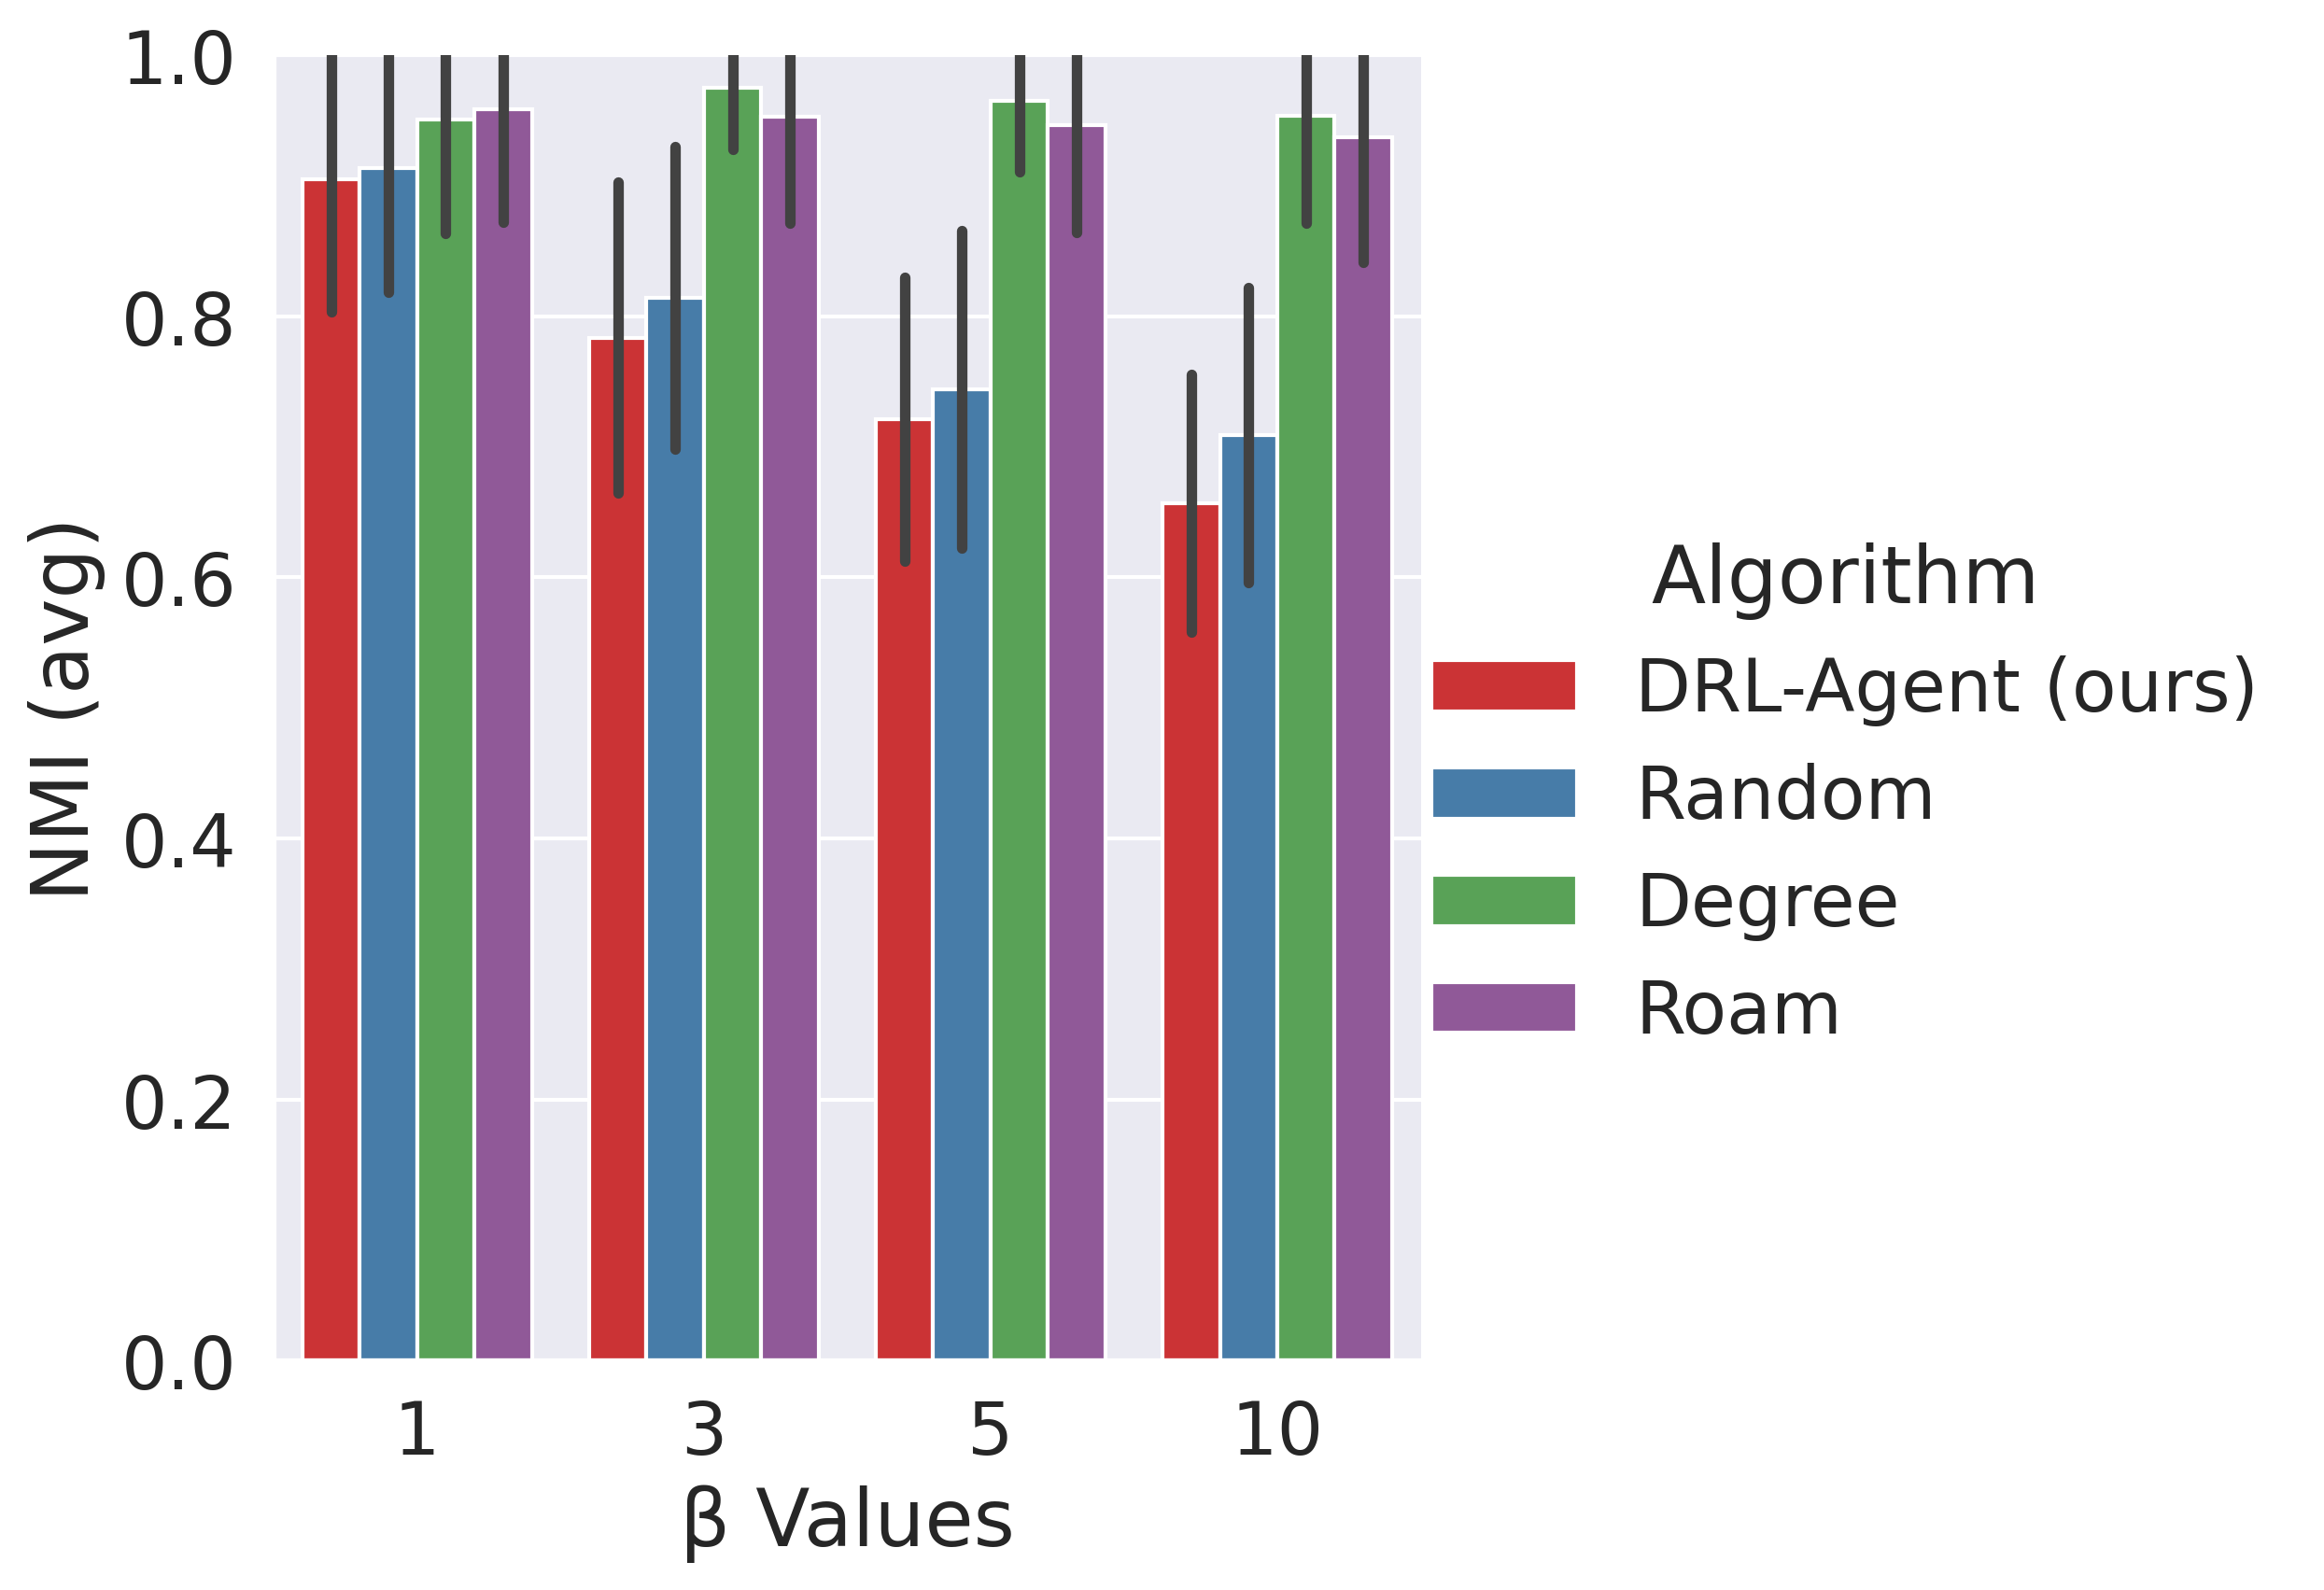 1.0
0.8
0.6
0.4
0.2
0.0
NMI (avg)
1 3 5 10
β Values
Algorithm
DRL-Agent (ours)
Random
Degree
Roam